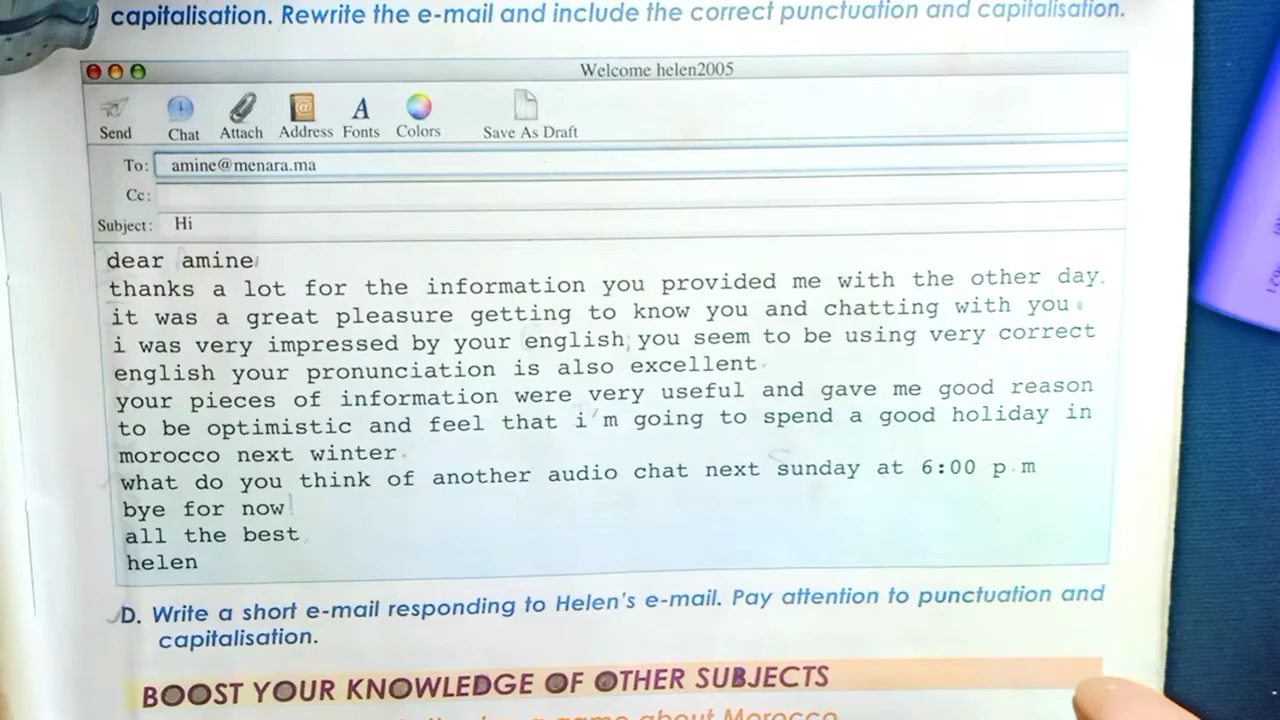 capitalisation. Rewrite the e-mail and include the correct punctuation and capitalisation.
Welcome helen2005
Send Chat Attach Address Fonts Colors Save As Draft
To: amine@menara.ma
Cc:
Subject: Hi
dear amine
thanks a lot for the information you provided me with the other day.
it was a great pleasure getting to know you and chatting with you.
i was very impressed by your english; you seem to be using very correct
english your pronunciation is also excellent.
your pieces of information were very useful and gave me good reason
to be optimistic and feel that i'm going to spend a good holiday in
morocco next winter.
what do you think of another audio chat next sunday at 6:00 p.m
bye for now!
all the best,
helen
D. Write a short e-mail responding to Helen's e-mail. Pay attention to punctuation and
capitalisation.
BOOST YOUR KNOWLEDGE OF OTHER SUBJECTS
a game about Morocco